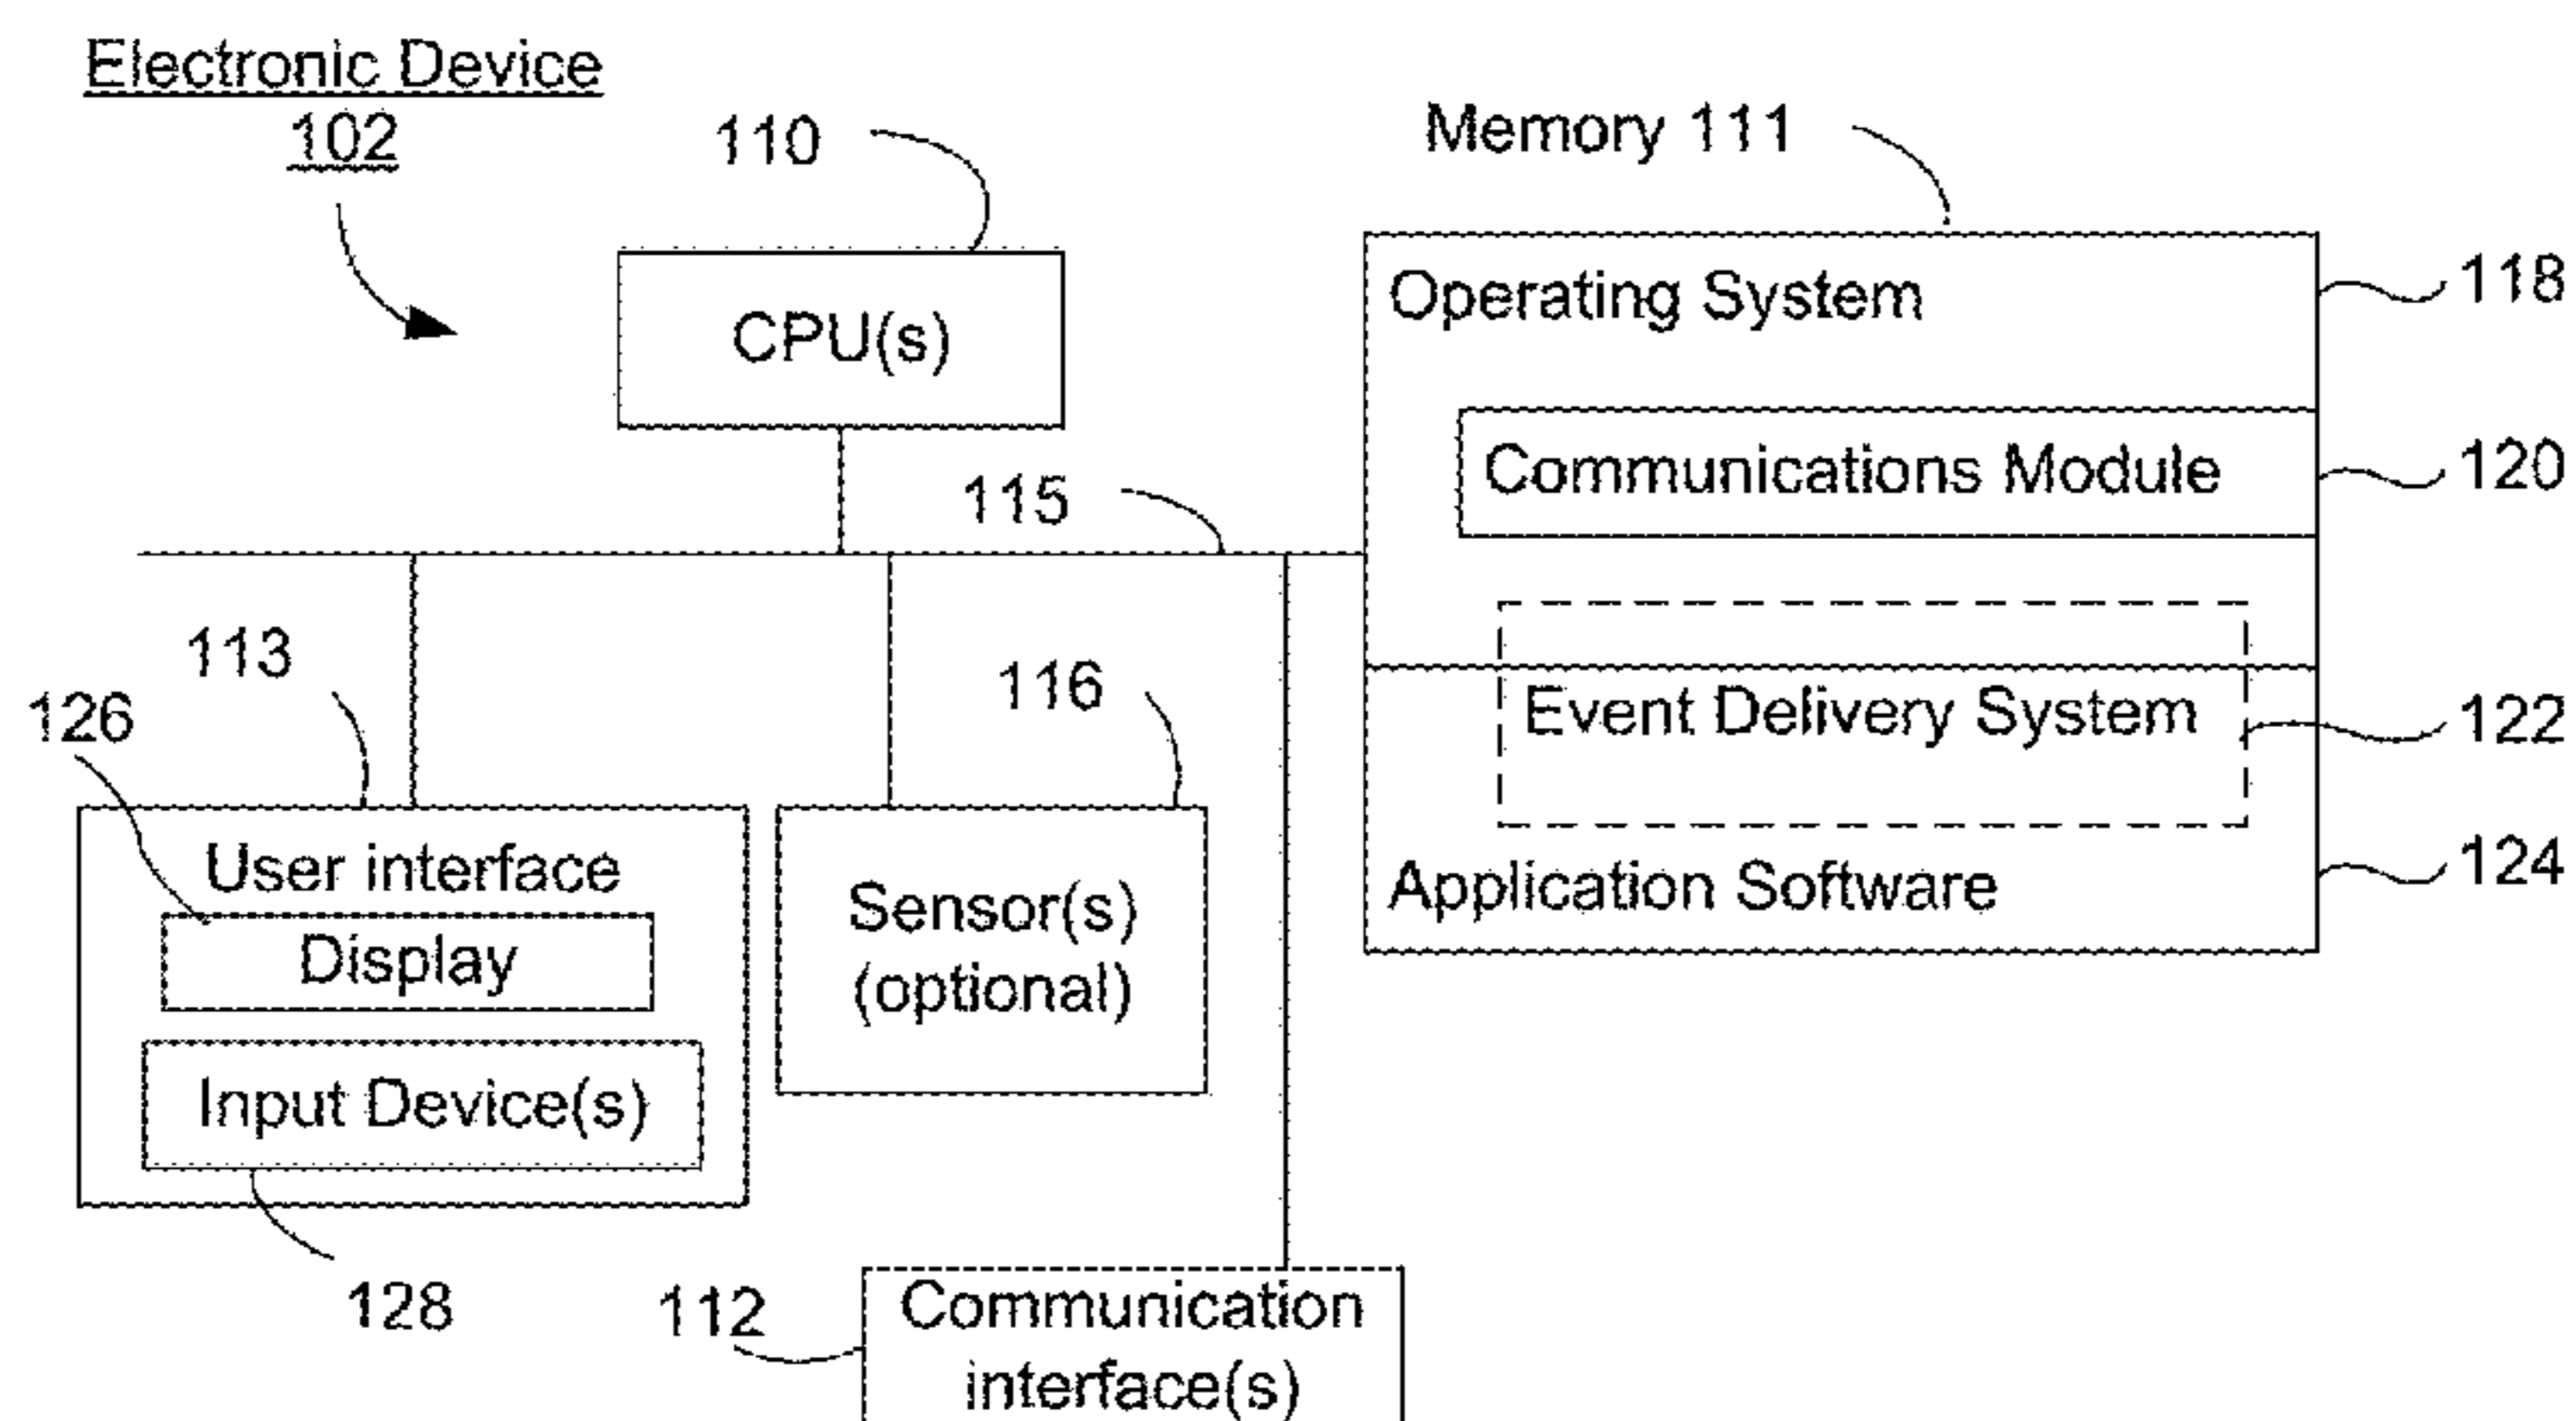 Electronic Device
102
110
Memory 111
CPU(s)
Operating System
118
Communications Module
120
115
113
126
116
Event Delivery System
122
User interface
Display
Input Device(s)
Sensor(s)
(optional)
Application Software
124
128
112
Communication
interface(s)